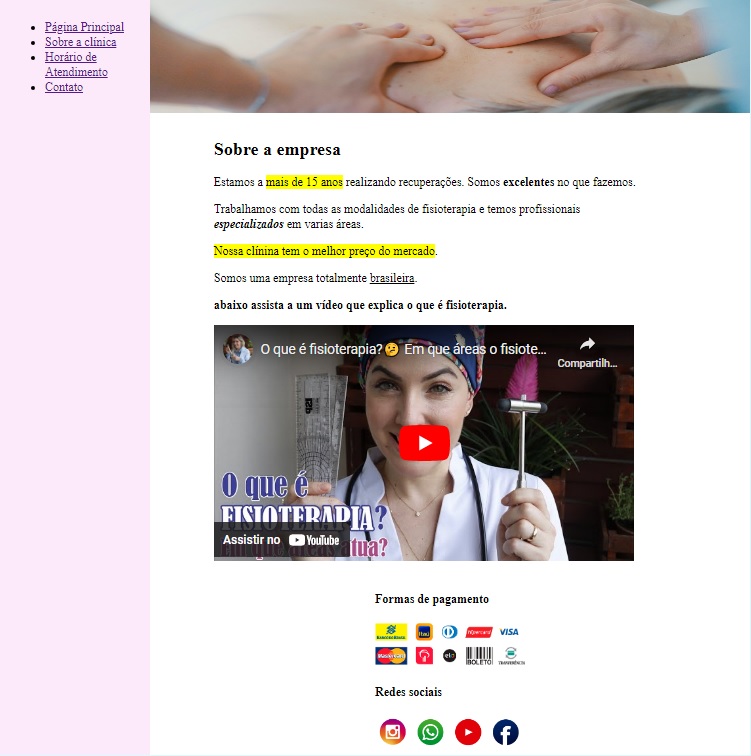 Página Principal
Sobre a clínica
Horário de
Atendimento
Contato
Sobre a empresa
Estamos a mais de 15 anos realizando recuperações. Somos excelentes no que fazemos.
Trabalhamos com todas as modalidades de fisioterapia e temos profissionais
especializados em varias áreas.
Nossa clínina tem o melhor preço do mercado.
Somos uma empresa totalmente brasileira.
abaixo assista a um vídeo que explica o que é fisioterapia.
O que é fisioterapia?🤔 Em que áreas o fisiote...
Compartilh...
O que é
FISIOTERAPIA?
Assistir no YouTube
atua?
Formas de pagamento
BANCO DO BRASIL Itaú Hipercard VISA
MasterCard elo BOLETO TRANSFERÊNCIA
Redes sociais